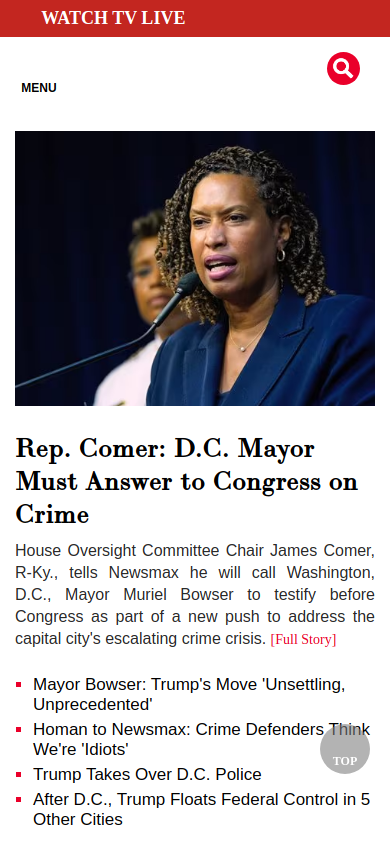 WATCH TV LIVE
MENU
Rep. Comer: D.C. Mayor
Must Answer to Congress on
Crime
House Oversight Committee Chair James Comer,
R-Ky., tells Newsmax he will call Washington,
D.C., Mayor Muriel Bowser to testify before
Congress as part of a new push to address the
capital city's escalating crime crisis. [Full Story]
Mayor Bowser: Trump's Move 'Unsettling,
Unprecedented'
Homan to Newsmax: Crime Defenders Think
We're 'Idiots'
TOP
Trump Takes Over D.C. Police
After D.C., Trump Floats Federal Control in 5
Other Cities